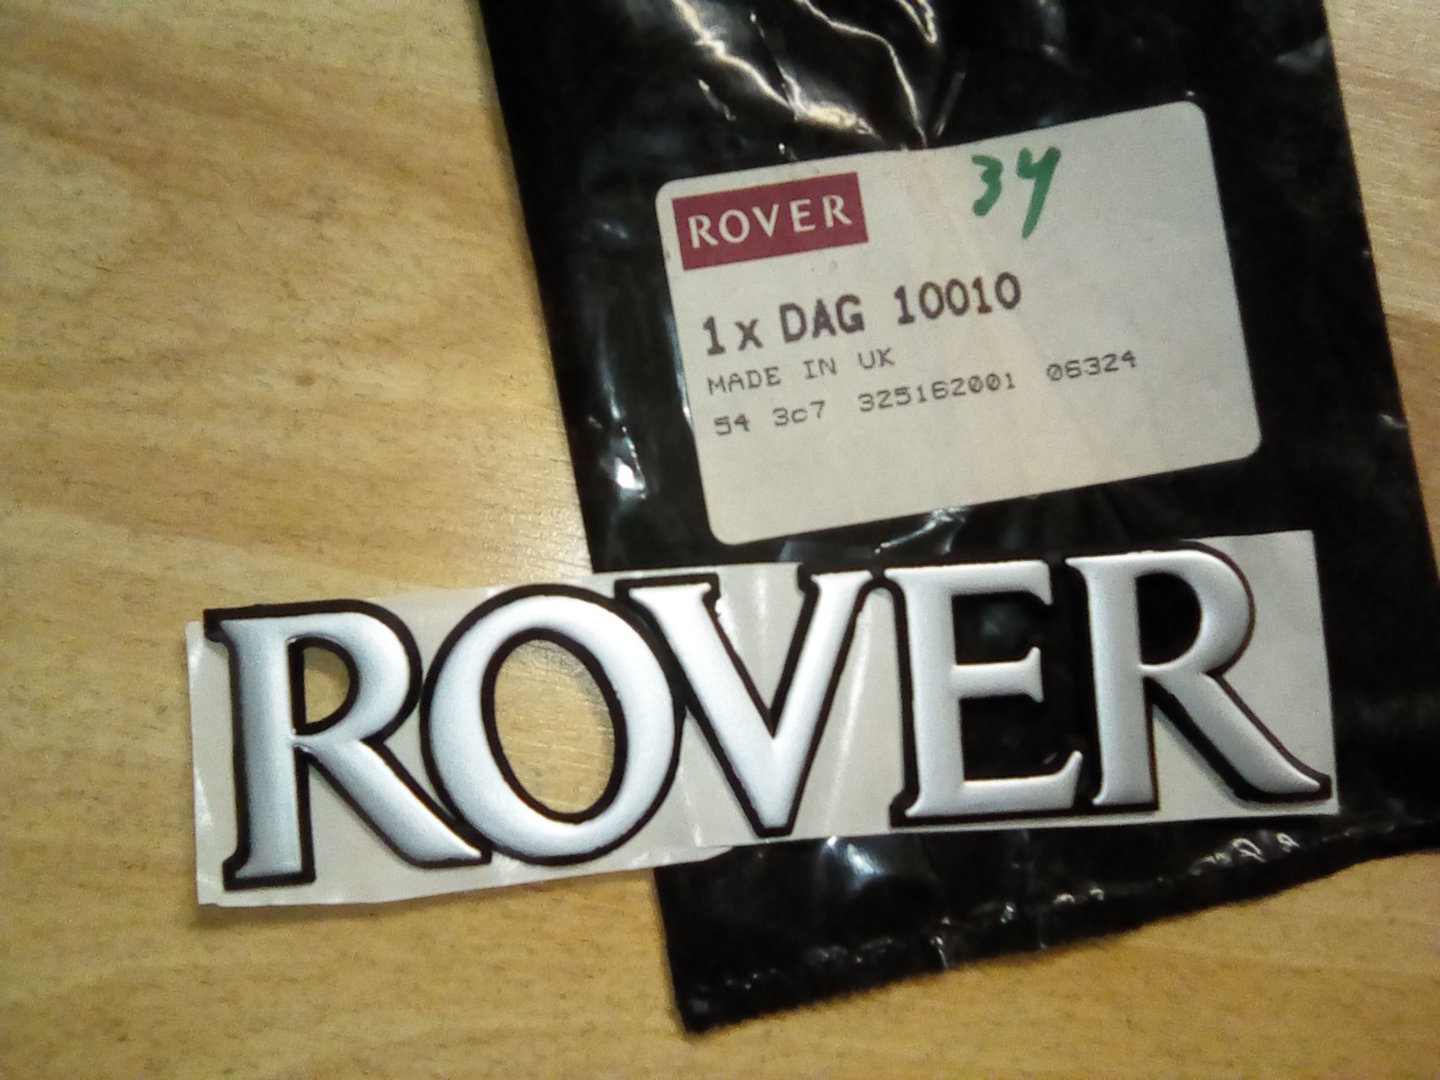 ROVER
34
1 x DAG 10010
MADE IN UK
54 3c7 325162001 06324
ROVER